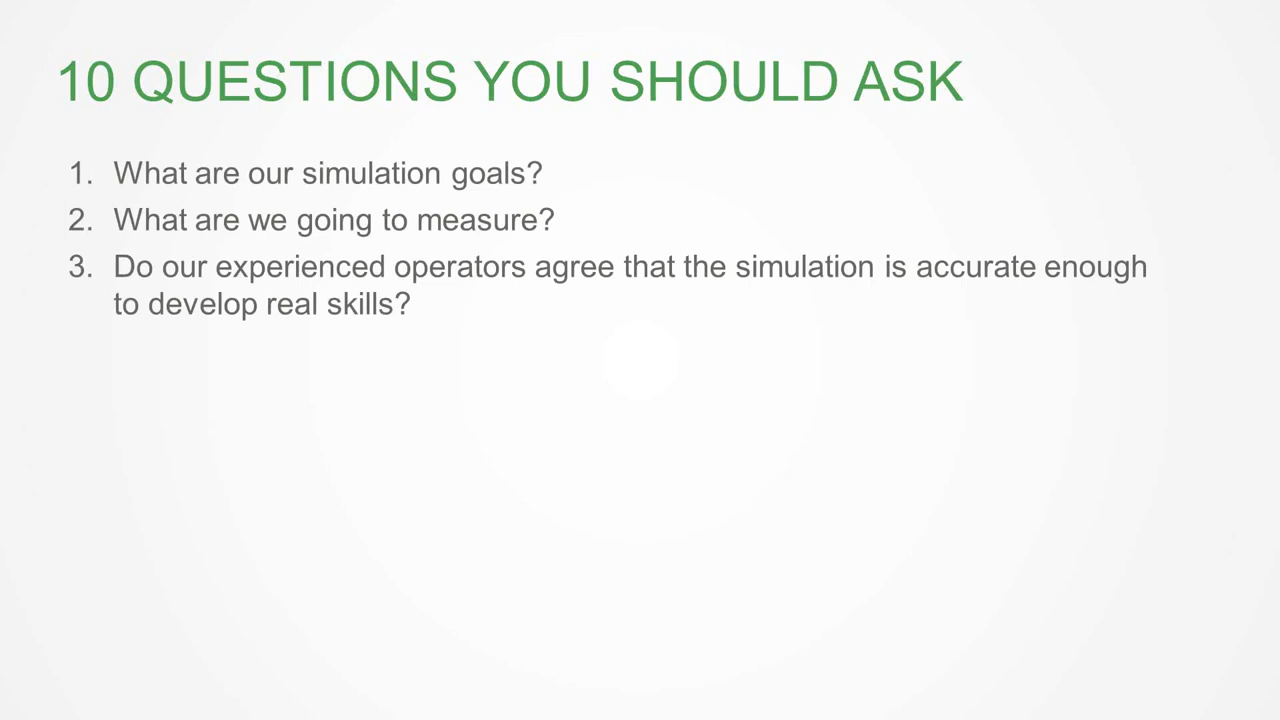 10 QUESTIONS YOU SHOULD ASK
1. What are our simulation goals?
2. What are we going to measure?
3. Do our experienced operators agree that the simulation is accurate enough
to develop real skills?